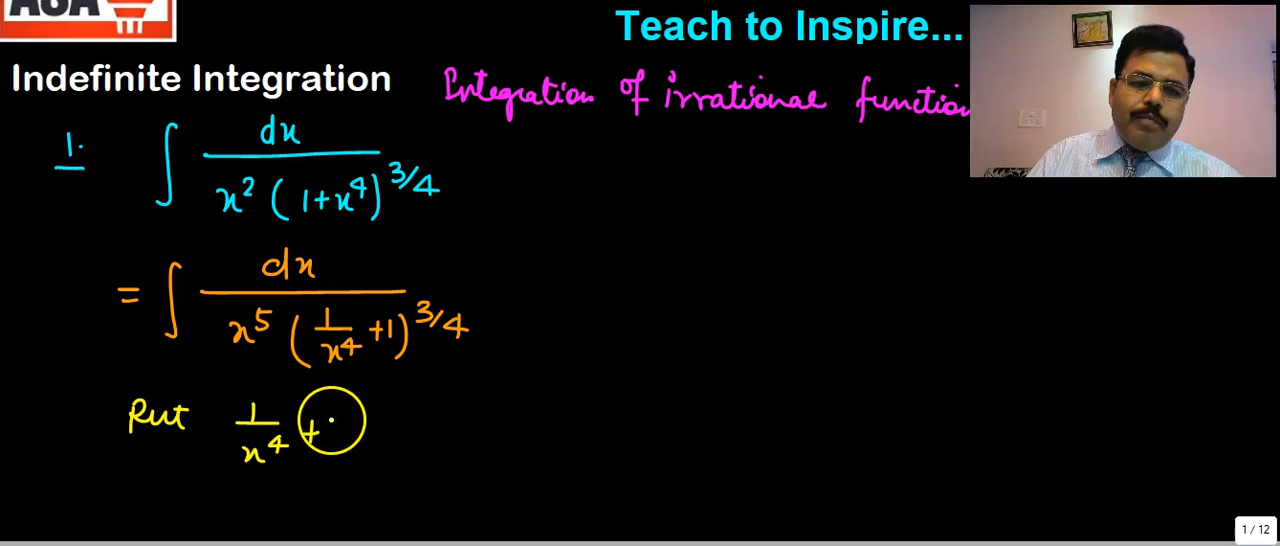 ASA
Teach to Inspire...
Indefinite Integration
Integration of irrational function
1. ∫ dx / x² (1+x⁴)^3/4
= ∫ dx / x⁵ (1/x⁴ +1)^3/4
Put 1/x⁴ +
1 / 12